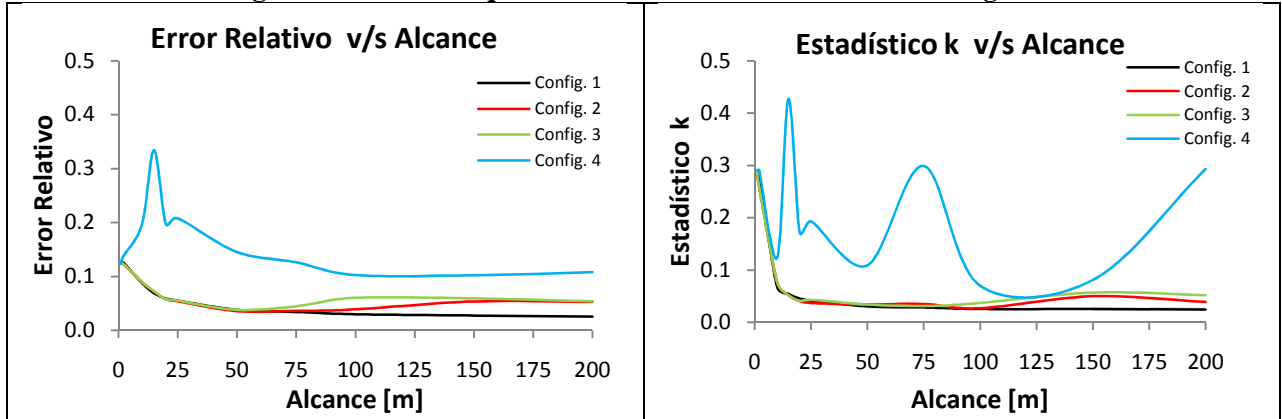 Error Relativo v/s Alcance
Error Relativo
0.5
0.4
0.3
0.2
0.1
0.0
Config. 1
Config. 2
Config. 3
Config. 4
0 25 50 75 100 125 150 175 200
Alcance [m]
Estadístico k v/s Alcance
Estadístico k
0.5
0.4
0.3
0.2
0.1
0.0
Config. 1
Config. 2
Config. 3
Config. 4
0 25 50 75 100 125 150 175 200
Alcance [m]